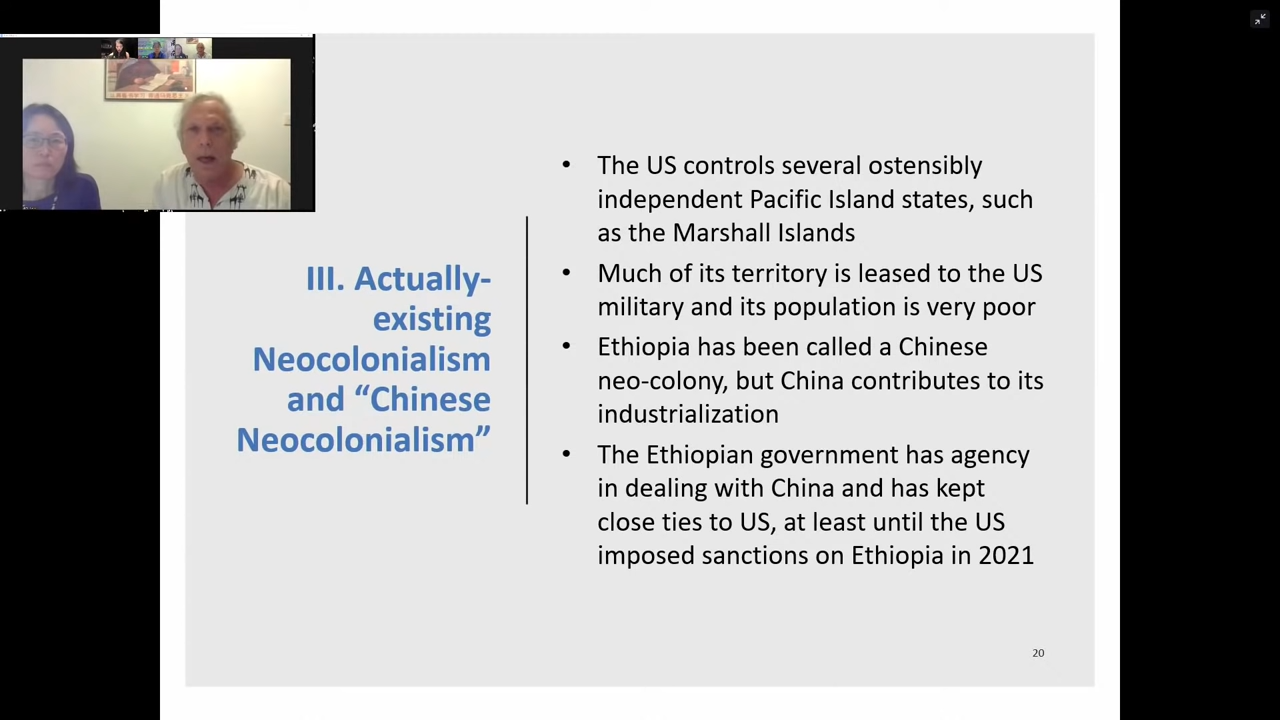 III. Actually-
existing
Neocolonialism
and “Chinese
Neocolonialism”
• The US controls several ostensibly
independent Pacific Island states, such
as the Marshall Islands
• Much of its territory is leased to the US
military and its population is very poor
• Ethiopia has been called a Chinese
neo-colony, but China contributes to its
industrialization
• The Ethiopian government has agency
in dealing with China and has kept
close ties to US, at least until the US
imposed sanctions on Ethiopia in 2021
20